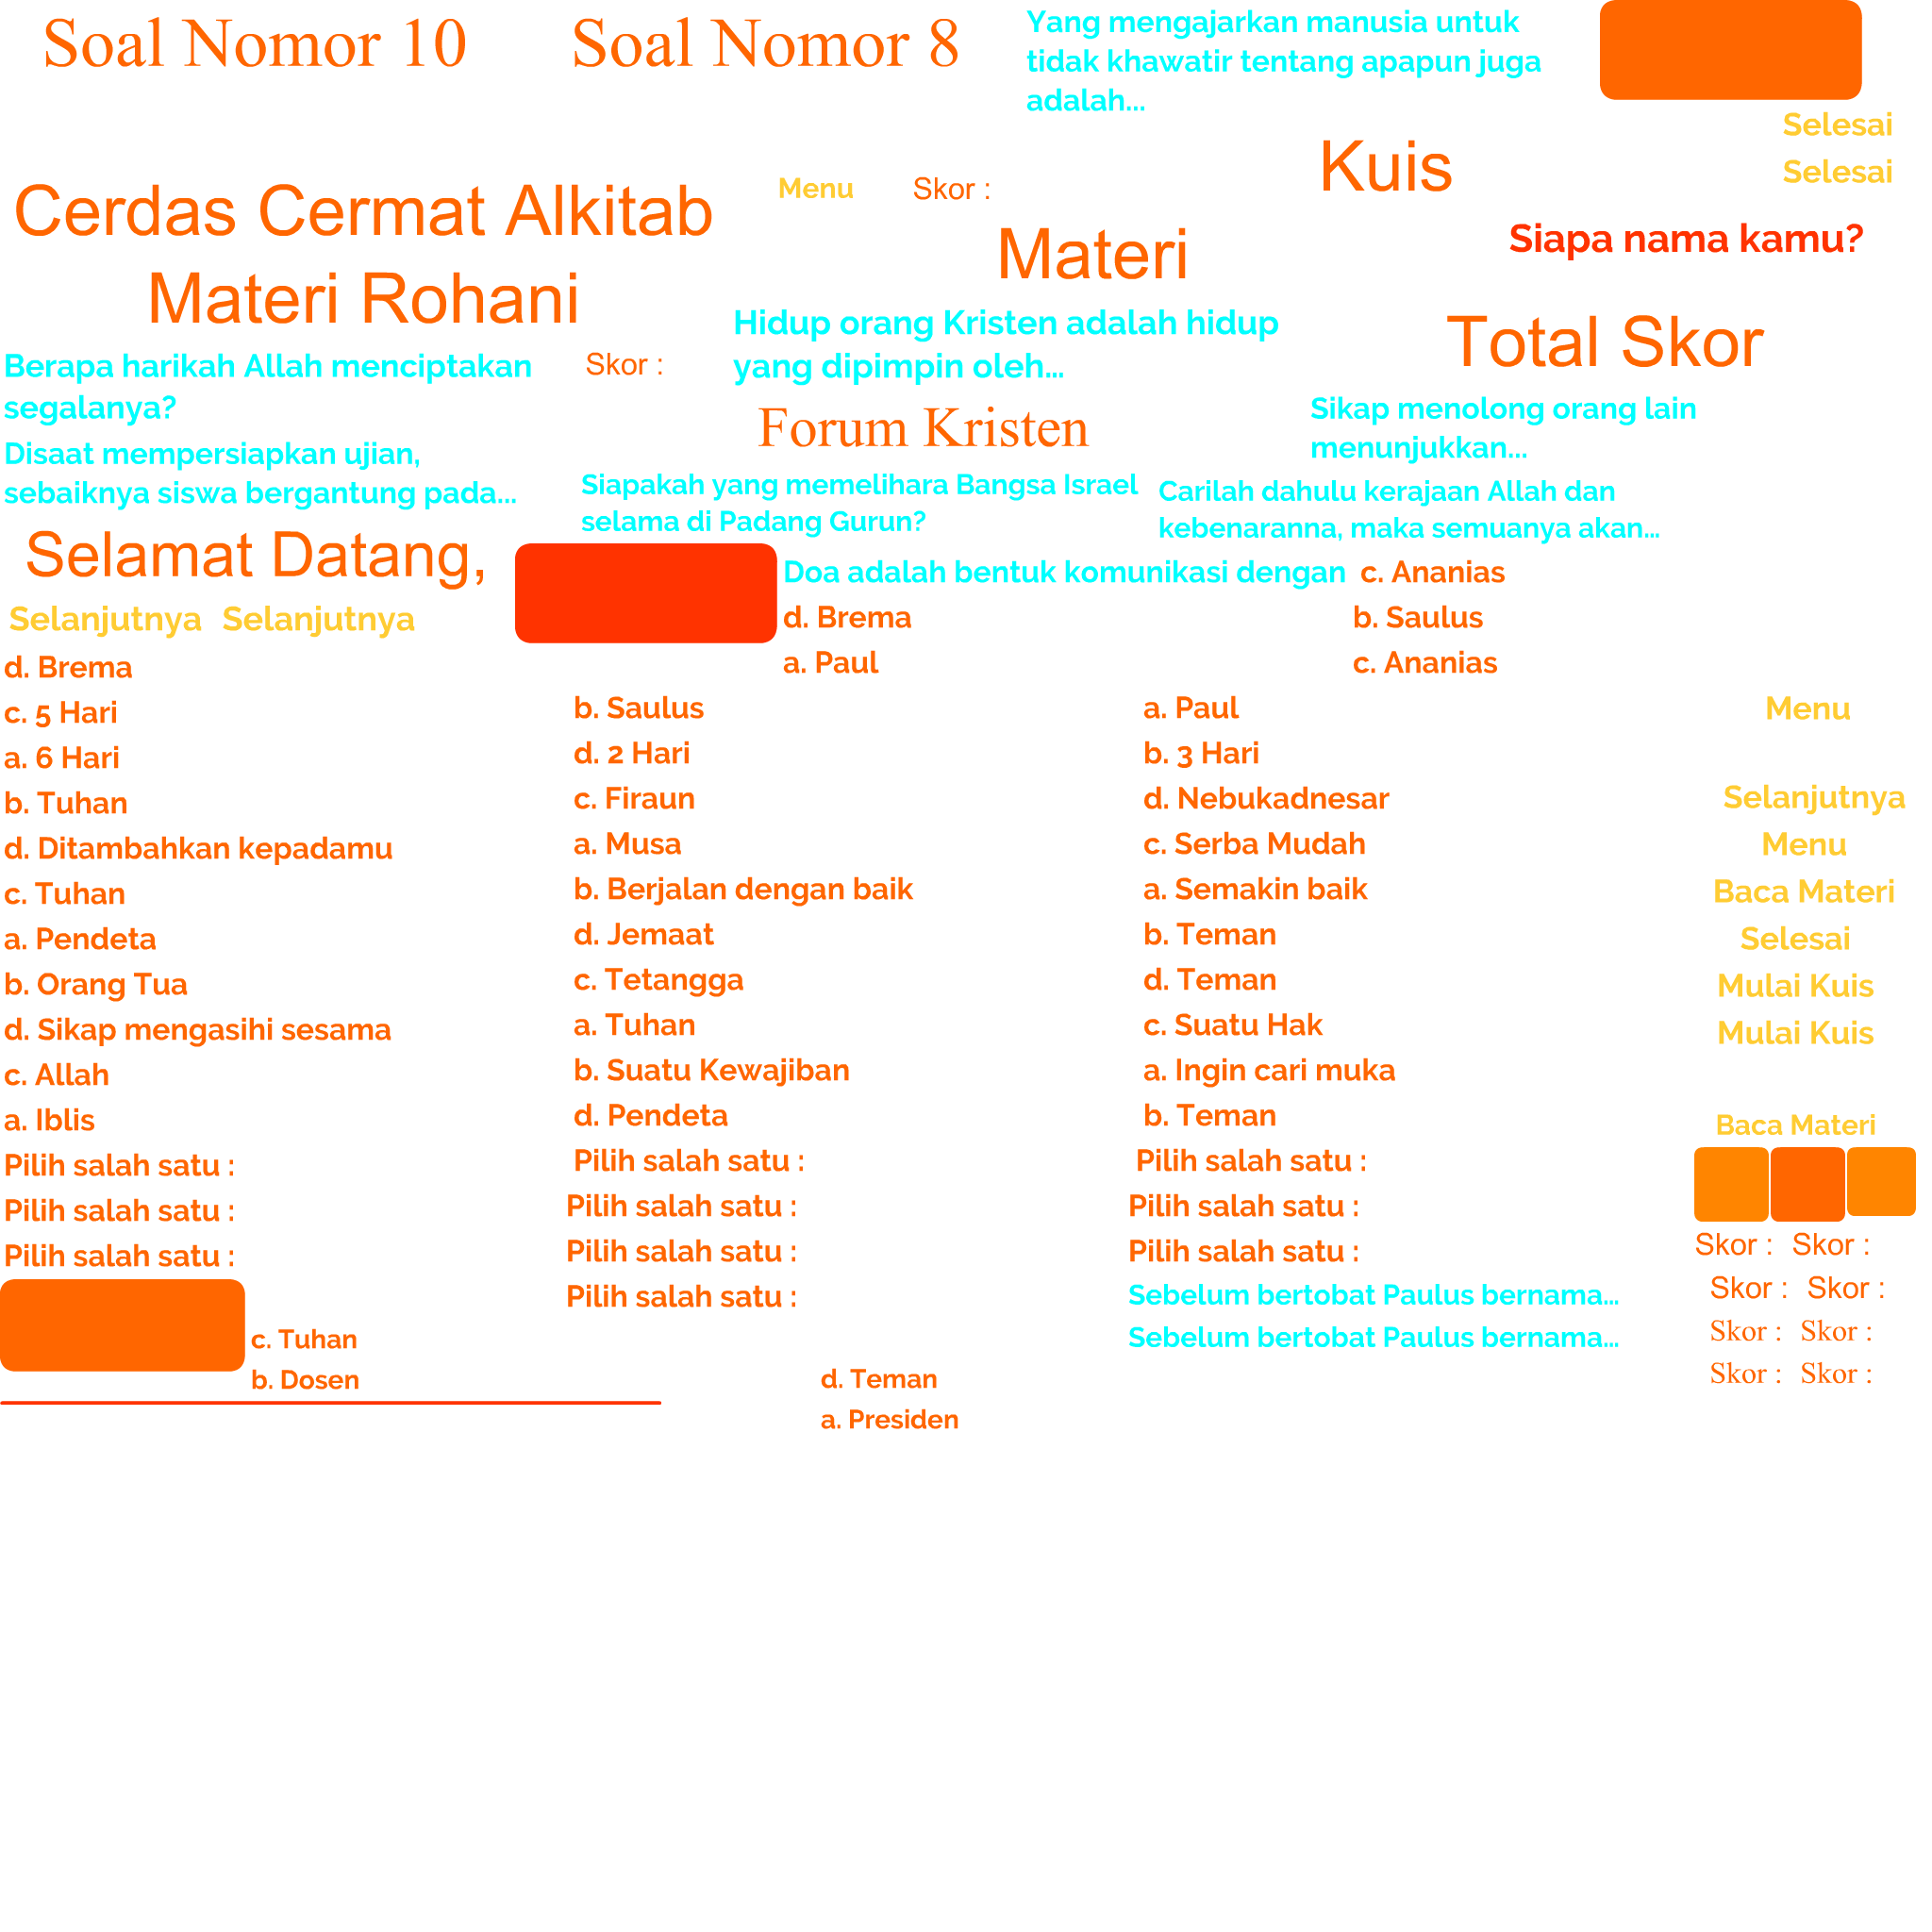 Soal Nomor 10
Soal Nomor 8
Yang mengajarkan manusia untuk
tidak khawatir tentang apapun juga
adalah...
Selesai
Selesai
Kuis
Cerdas Cermat Alkitab
Menu
Skor :
Materi
Siapa nama kamu?
Materi Rohani
Hidup orang Kristen adalah hidup
yang dipimpin oleh...
Total Skor
Berapa harikah Allah menciptakan
segalanya?
Skor :
Forum Kristen
Sikap menolong orang lain
menunjukkan...
Disaat mempersiapkan ujian,
sebaiknya siswa bergantung pada...
Siapakah yang memelihara Bangsa Israel
selama di Padang Gurun?
Carilah dahulu kerajaan Allah dan
kebenaranna, maka semuanya akan...
Selamat Datang,
Doa adalah bentuk komunikasi dengan
c. Ananias
Selanjutnya
Selanjutnya
d. Brema
b. Saulus
d. Brema
a. Paul
c. Ananias
c. 5 Hari
b. Saulus
a. Paul
Menu
a. 6 Hari
d. 2 Hari
b. 3 Hari
b. Tuhan
c. Firaun
d. Nebukadnesar
Selanjutnya
d. Ditambahkan kepadamu
a. Musa
c. Serba Mudah
Menu
c. Tuhan
b. Berjalan dengan baik
a. Semakin baik
Baca Materi
a. Pendeta
d. Jemaat
b. Teman
Selesai
b. Orang Tua
c. Tetangga
d. Teman
Mulai Kuis
d. Sikap mengasihi sesama
a. Tuhan
c. Suatu Hak
Mulai Kuis
c. Allah
b. Suatu Kewajiban
a. Ingin cari muka
a. Iblis
d. Pendeta
b. Teman
Baca Materi
Pilih salah satu :
Pilih salah satu :
Pilih salah satu :
Pilih salah satu :
Pilih salah satu :
Pilih salah satu :
Pilih salah satu :
Pilih salah satu :
Pilih salah satu :
Skor :
Skor :
Pilih salah satu :
Sebelum bertobat Paulus bernama...
Skor :
Skor :
c. Tuhan
Sebelum bertobat Paulus bernama...
Skor :
Skor :
b. Dosen
d. Teman
Skor :
Skor :
a. Presiden